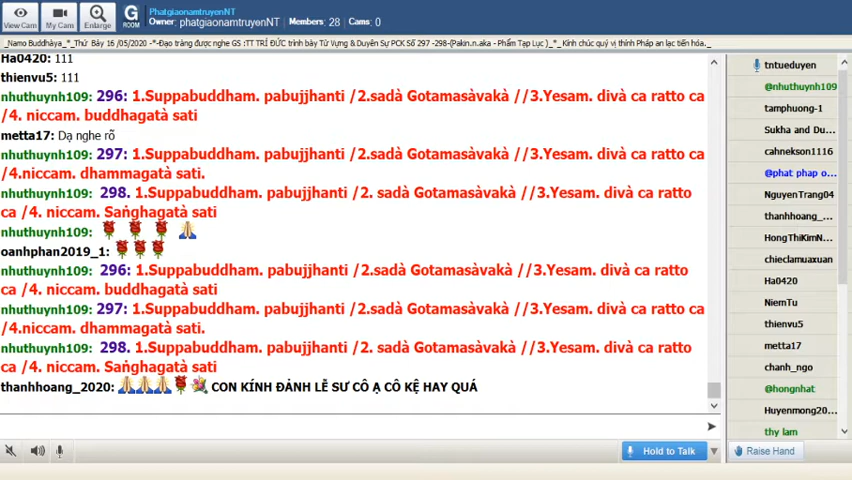 View Cam
My Cam
Enlarge
G
ROOM
PhatgiaonamtruyenNT
Owner: phatgiaonamtruyenNT | Members: 28 | Cams: 0
_Namo Buddhàya_*_Thứ Bảy 16 /05/2020 -*-Đạo tràng được nghe GS :TT TRÍ ĐỨC trình bày Từ Vựng & Duyên Sự PCK Số 297 -298-(Pakin.n.aka - Phẩm Tạp Lục )_*_ Kính chúc quý vị thính Pháp an lạc tiến hóa._
Ha0420: 111
thienvu5: 111
nhuthuynh109: 296: 1.Suppabuddham. pabujjhanti /2.sadà Gotamasàvakà //3.Yesam. divà ca ratto ca
/4. niccam. buddhagatà sati
metta17: Dạ nghe rõ
nhuthuynh109: 297: 1.Suppabuddham. pabujjhanti /2.sadà Gotamasàvakà //3.Yesam. divà ca ratto ca
/4.niccam. dhammagatà sati.
nhuthuynh109: 298. 1.Suppabuddham. pabujjhanti /2. sadà Gotamasàvakà //3.Yesam. divà ca ratto
ca /4. niccam. Saṅghagatà sati
nhuthuynh109:
oanhphan2019_1:
nhuthuynh109: 296: 1.Suppabuddham. pabujjhanti /2.sadà Gotamasàvakà //3.Yesam. divà ca ratto
ca /4. niccam. buddhagatà sati
nhuthuynh109: 297: 1.Suppabuddham. pabujjhanti /2.sadà Gotamasàvakà //3.Yesam. divà ca ratto ca
/4.niccam. dhammagatà sati.
nhuthuynh109: 298. 1.Suppabuddham. pabujjhanti /2. sadà Gotamasàvakà //3.Yesam. divà ca ratto
ca /4. niccam. Saṅghagatà sati
thanhhoang_2020: CON KÍNH ĐẢNH LỄ SƯ CÔ Ạ CÔ KỆ HAY QUÁ
Hold to Talk
tntueduyen
@nhuthuynh109
tamphuong-1
Sukha and Du...
cahnekson1116
@phat phap o...
NguyenTrang04
thanhhoang_...
HongThiKimN...
chieclamuaxuan
Ha0420
NiemTu
thienvu5
metta17
chanh_ngo
@hongnhat
Huyenmong20...
thy lam
Raise Hand